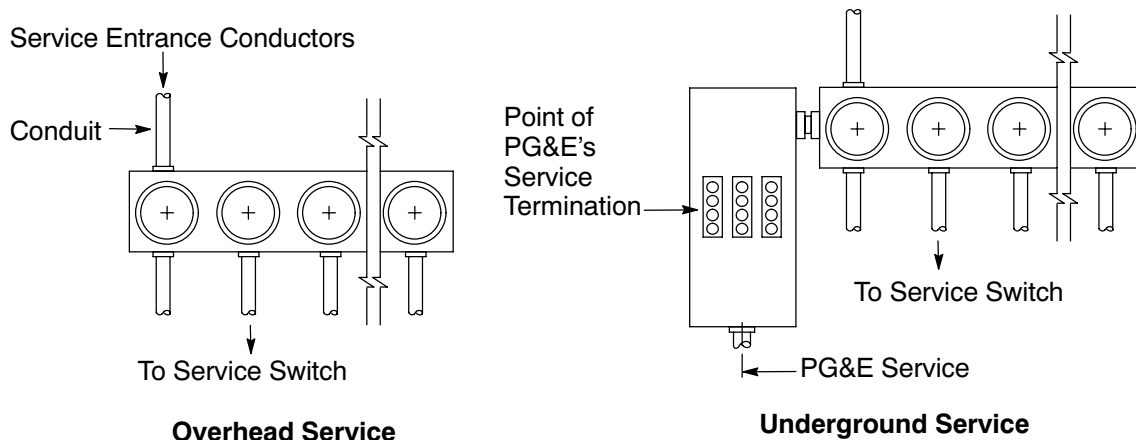 Service Entrance Conductors
Conduit
To Service Switch
Overhead Service
Point of
PG&E's
Service
Termination
To Service Switch
PG&E Service
Underground Service